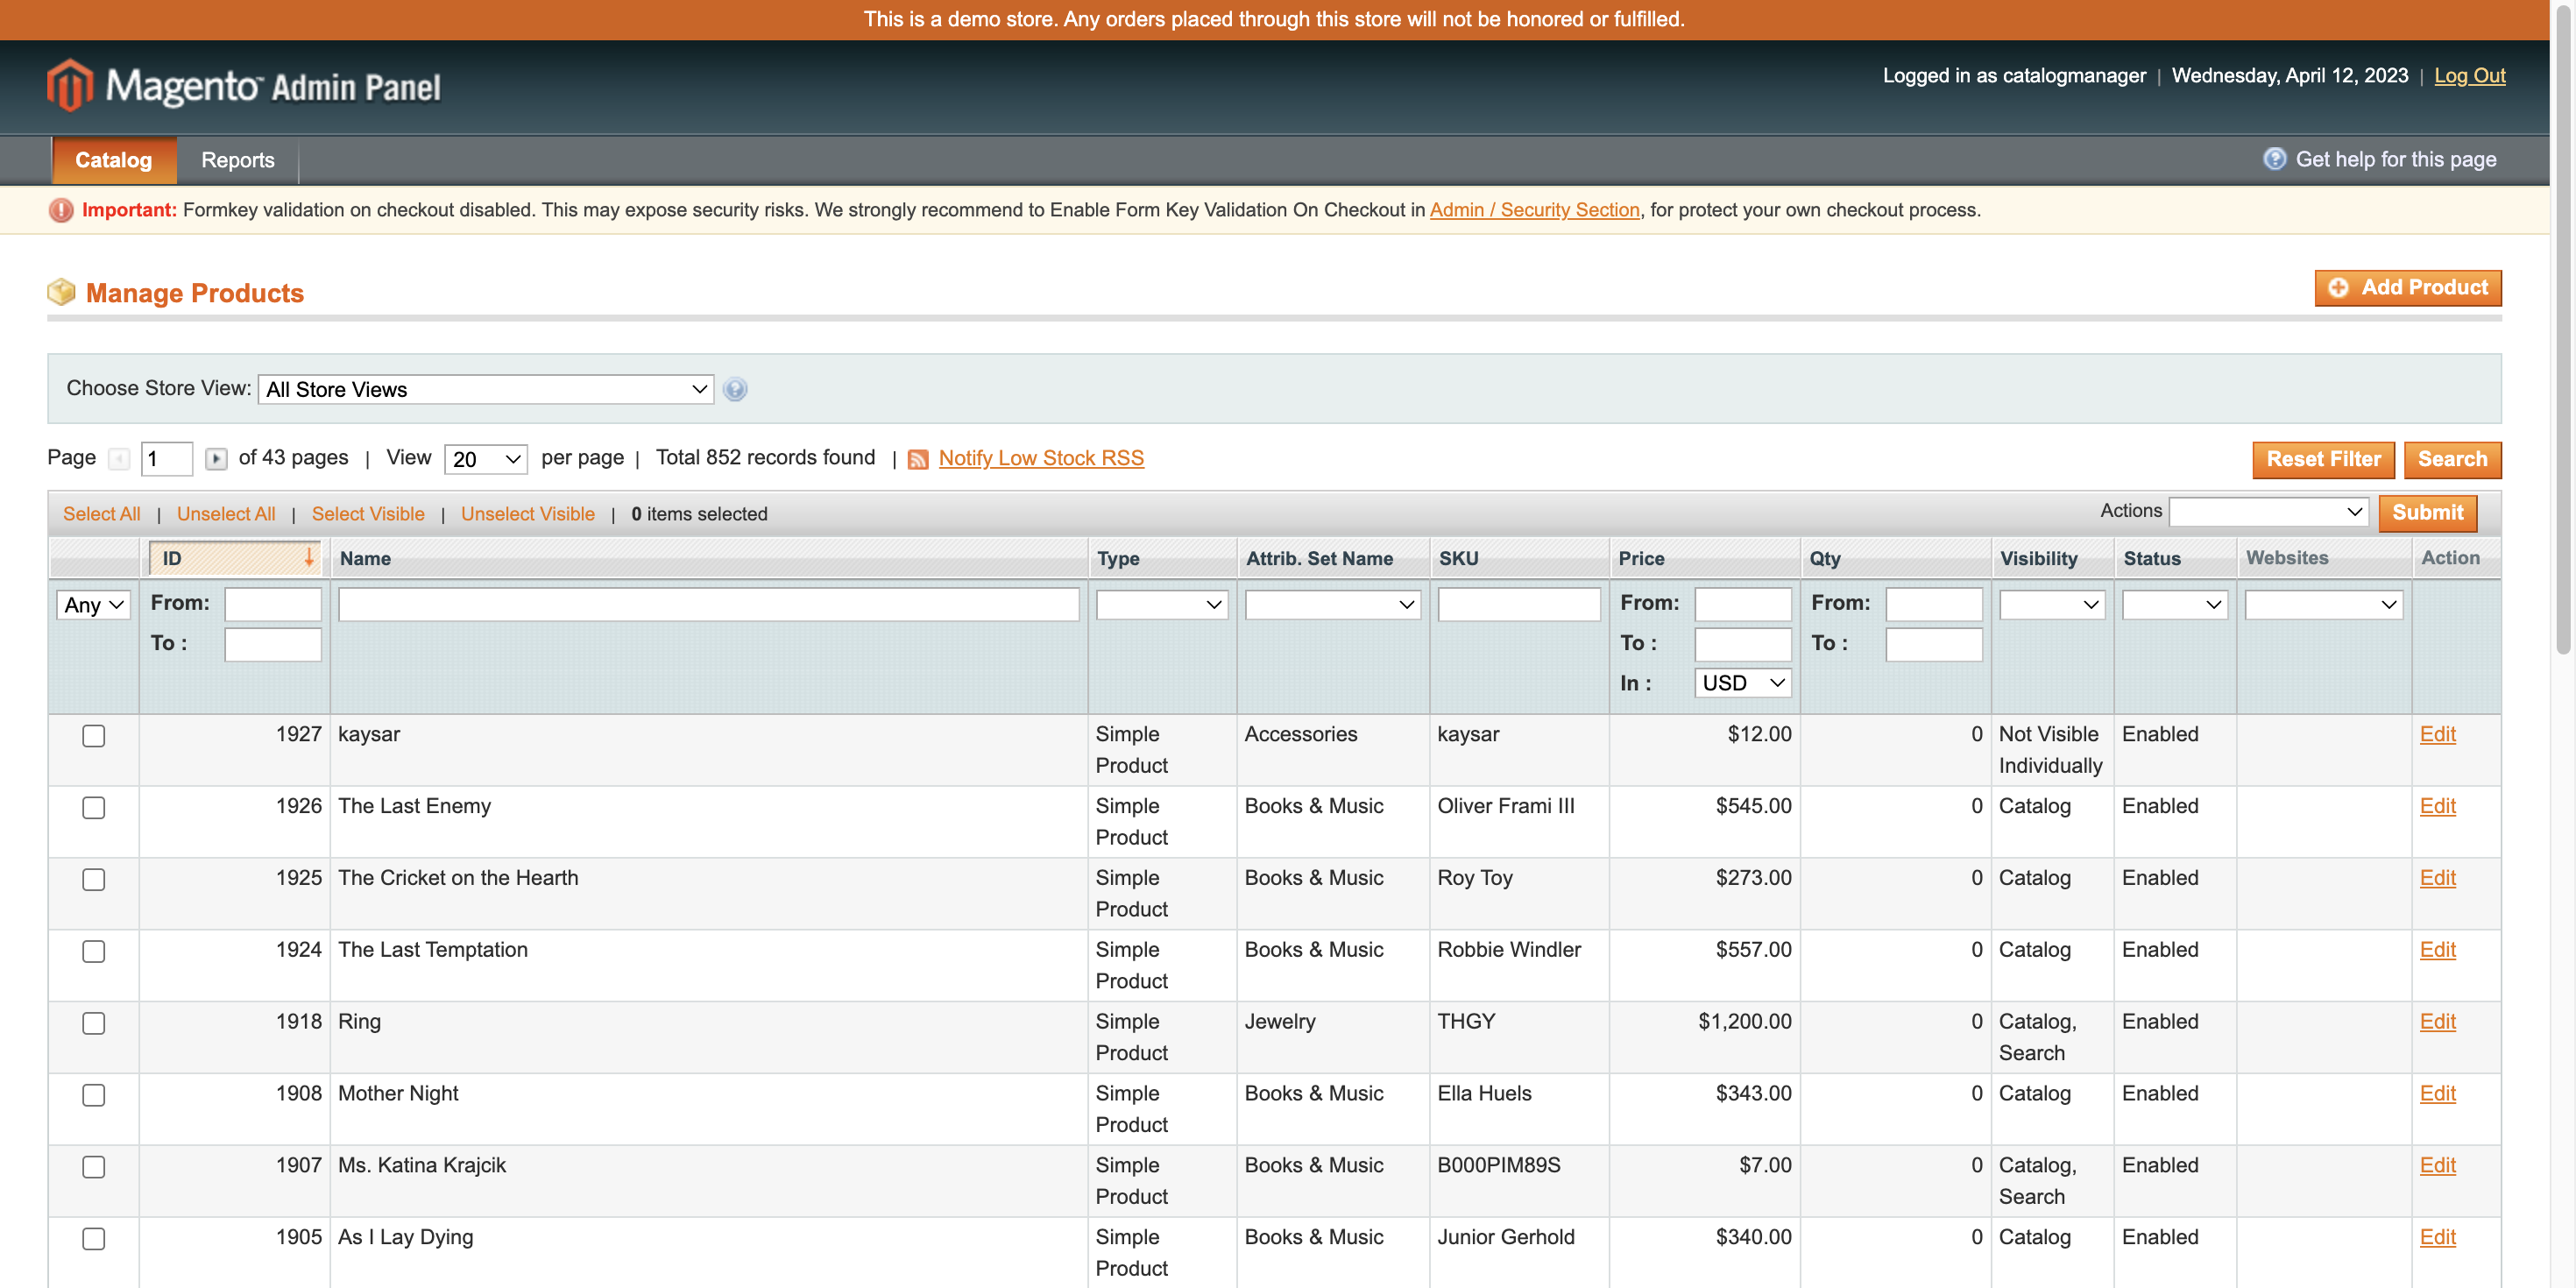 This is a demo store. Any orders placed through this store will not be honored or fulfilled.
Magento™ Admin Panel
Logged in as catalogmanager | Wednesday, April 12, 2023 | Log Out
Catalog Reports Get help for this page
Important: Formkey validation on checkout disabled. This may expose security risks. We strongly recommend to Enable Form Key Validation On Checkout in Admin / Security Section, for protect your own checkout process.
Manage Products Add Product
Choose Store View: All Store Views
Page 1 of 43 pages | View 20 per page | Total 852 records found | Notify Low Stock RSS Reset Filter Search
Select All | Unselect All | Select Visible | Unselect Visible | 0 items selected Actions Submit
ID Name Type Attrib. Set Name SKU Price Qty Visibility Status Websites Action
Any From: From: From:
To : To : To :
In : USD
1927 kaysar Simple Accessories kaysar $12.00 0 Not Visible Enabled Edit
Product Individually
1926 The Last Enemy Simple Books & Music Oliver Frami III $545.00 0 Catalog Enabled Edit
Product
1925 The Cricket on the Hearth Simple Books & Music Roy Toy $273.00 0 Catalog Enabled Edit
Product
1924 The Last Temptation Simple Books & Music Robbie Windler $557.00 0 Catalog Enabled Edit
Product
1918 Ring Simple Jewelry THGY $1,200.00 0 Catalog, Enabled Edit
Product Search
1908 Mother Night Simple Books & Music Ella Huels $343.00 0 Catalog Enabled Edit
Product
1907 Ms. Katina Krajcik Simple Books & Music B000PIM89S $7.00 0 Catalog, Enabled Edit
Product Search
1905 As I Lay Dying Simple Books & Music Junior Gerhold $340.00 0 Catalog Enabled Edit
Product